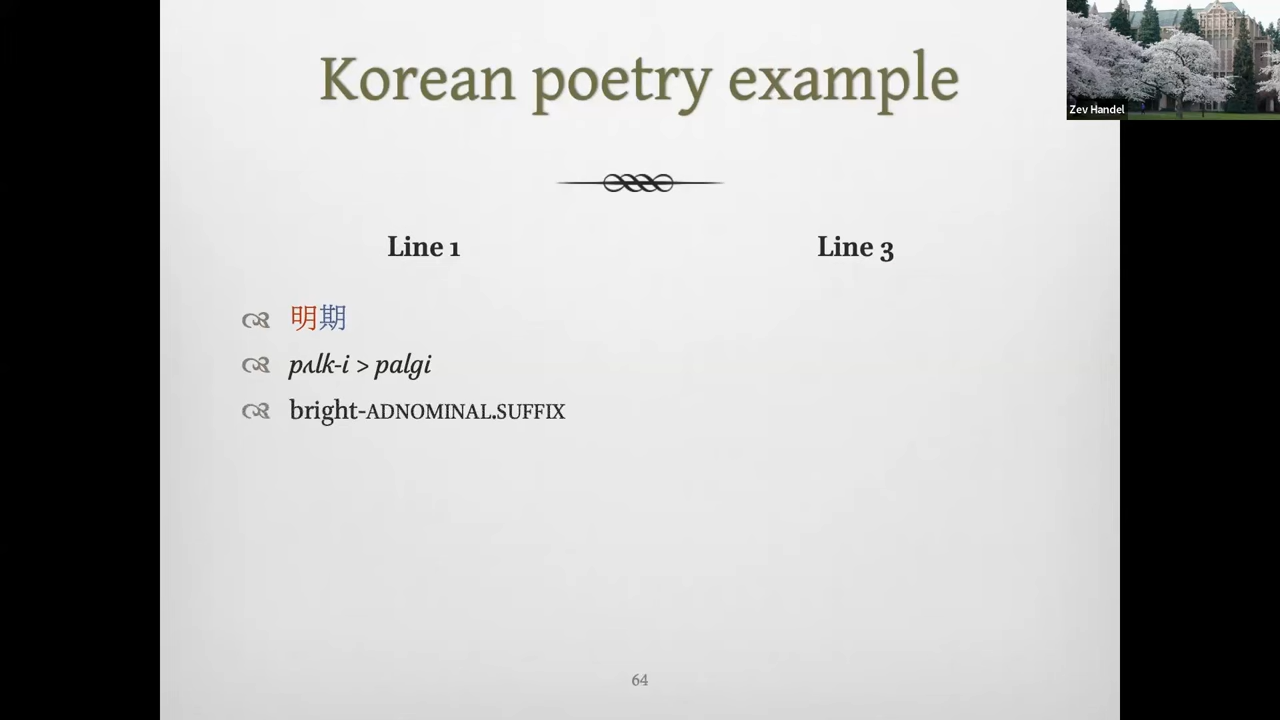 Korean poetry example
Zev Handel
Line 1
Line 3
明期
pʌlk-i > palgi
bright-ADNOMINAL.SUFFIX
64